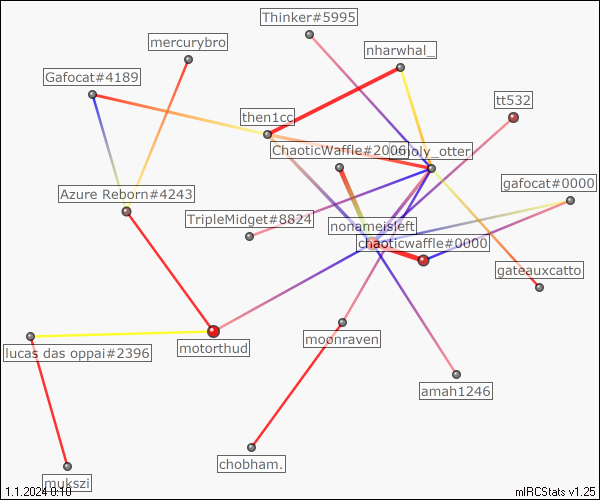 Thinker#5995
mercurybro
nharwhal_
Gafocat#4189
tt532
then1cc
ChaoticWaffle#2006
holy_otter
gafocat#0000
Azure Reborn#4243
TripleMidget#8824
nonameisleft
chaoticwaffle#0000
gateauxcatto
moonraven
motorthud
lucas das oppai#2396
amah1246
chobham.
mukszi
1.1.2024 0:10
mIRCStats v1.25